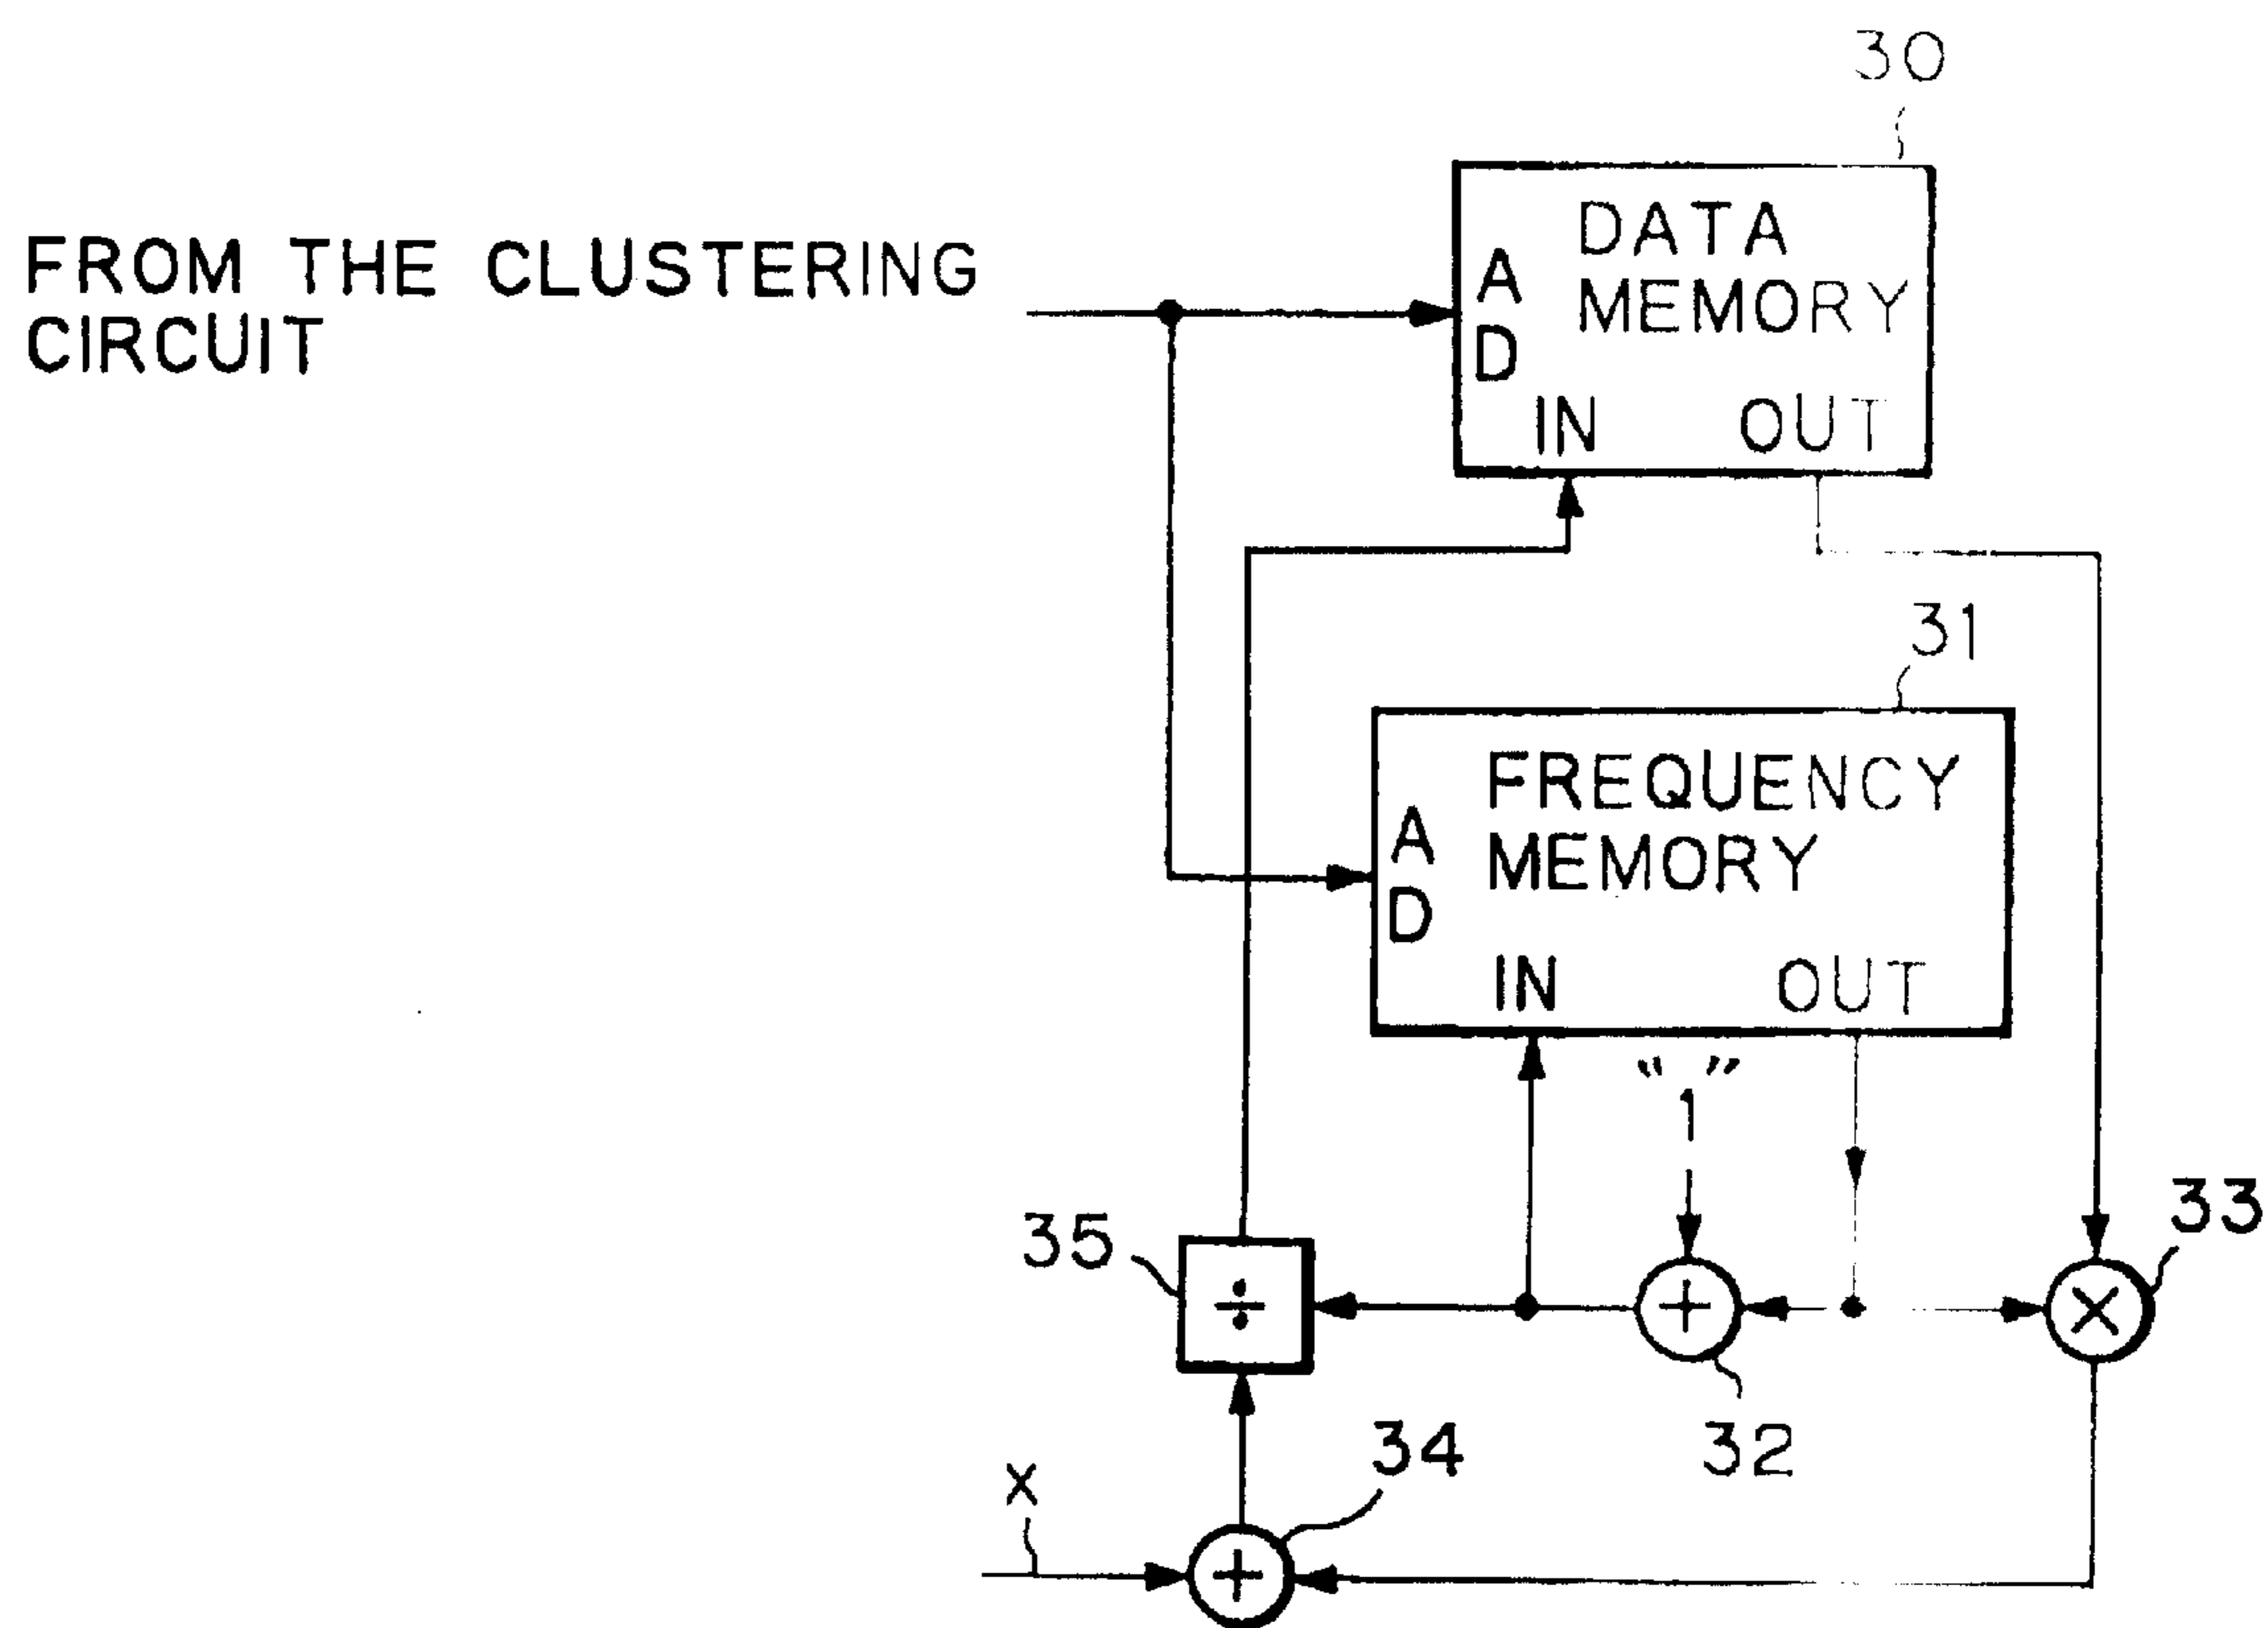 30
FROM THE CLUSTERING
CIRCUIT
DATA
MEMORY
A
D
IN OUT
31
FREQUENCY
MEMORY
A
D
IN OUT
"1"
33
35
÷
+
×
32
34
X
+